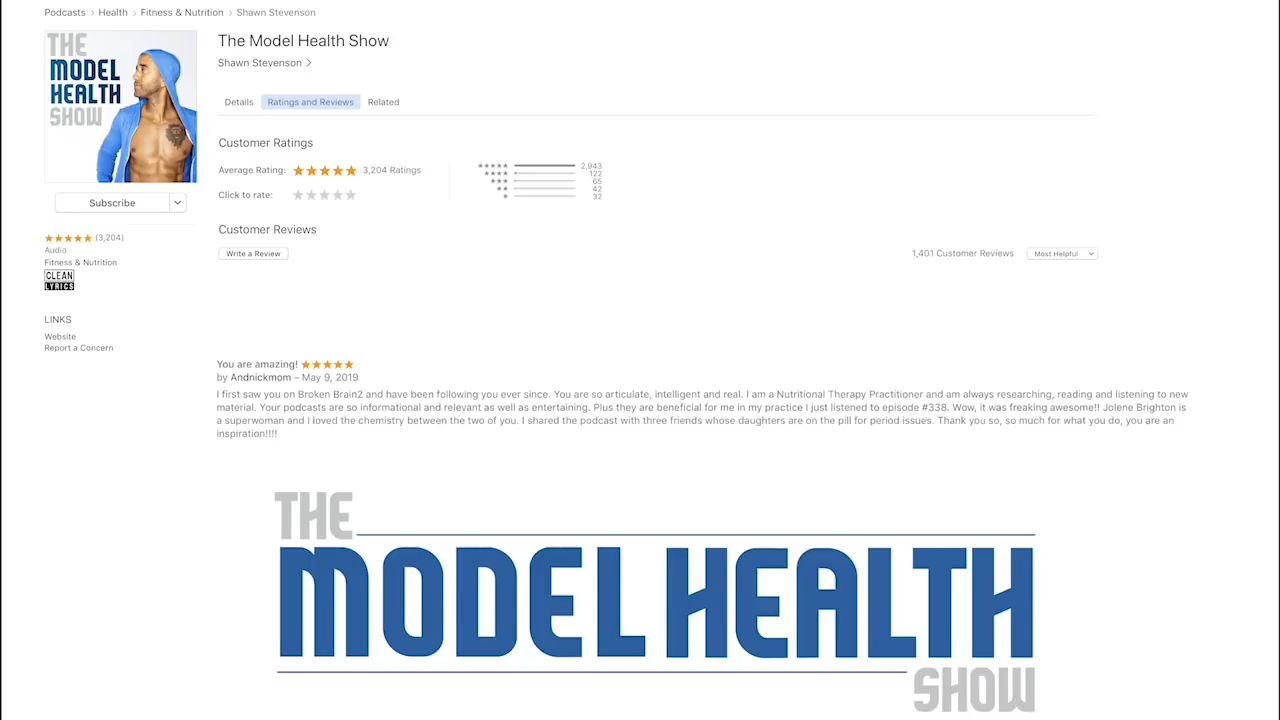 Podcasts > Health > Fitness & Nutrition > Shawn Stevenson
THE
MODEL
HEALTH
SHOW
Subscribe
★★★★★ (3,204)
Audio
Fitness & Nutrition
CLEAN
LYRICS
LINKS
Website
Report a Concern
The Model Health Show
Shawn Stevenson >
Details Ratings and Reviews Related
Customer Ratings
Average Rating: ★★★★★ 3,204 Ratings
Click to rate: ★★★★★
★★★★★ 2,943
★★★★ 122
★★★ 65
★★ 42
★ 32
Customer Reviews
Write a Review 1,401 Customer Reviews Most Helpful
You are amazing! ★★★★★
by Andnickmom – May 9, 2019
I first saw you on Broken Brain2 and have been following you ever since. You are so articulate, intelligent and real. I am a Nutritional Therapy Practitioner and am always researching, reading and listening to new
material. Your podcasts are so informational and relevant as well as entertaining. Plus they are beneficial for me in my practice I just listened to episode #338. Wow, it was freaking awesome!! Jolene Brighton is
a superwoman and I loved the chemistry between the two of you. I shared the podcast with three friends whose daughters are on the pill for period issues. Thank you so, so much for what you do, you are an
inspiration!!!!
THE
MODEL HEALTH
SHOW